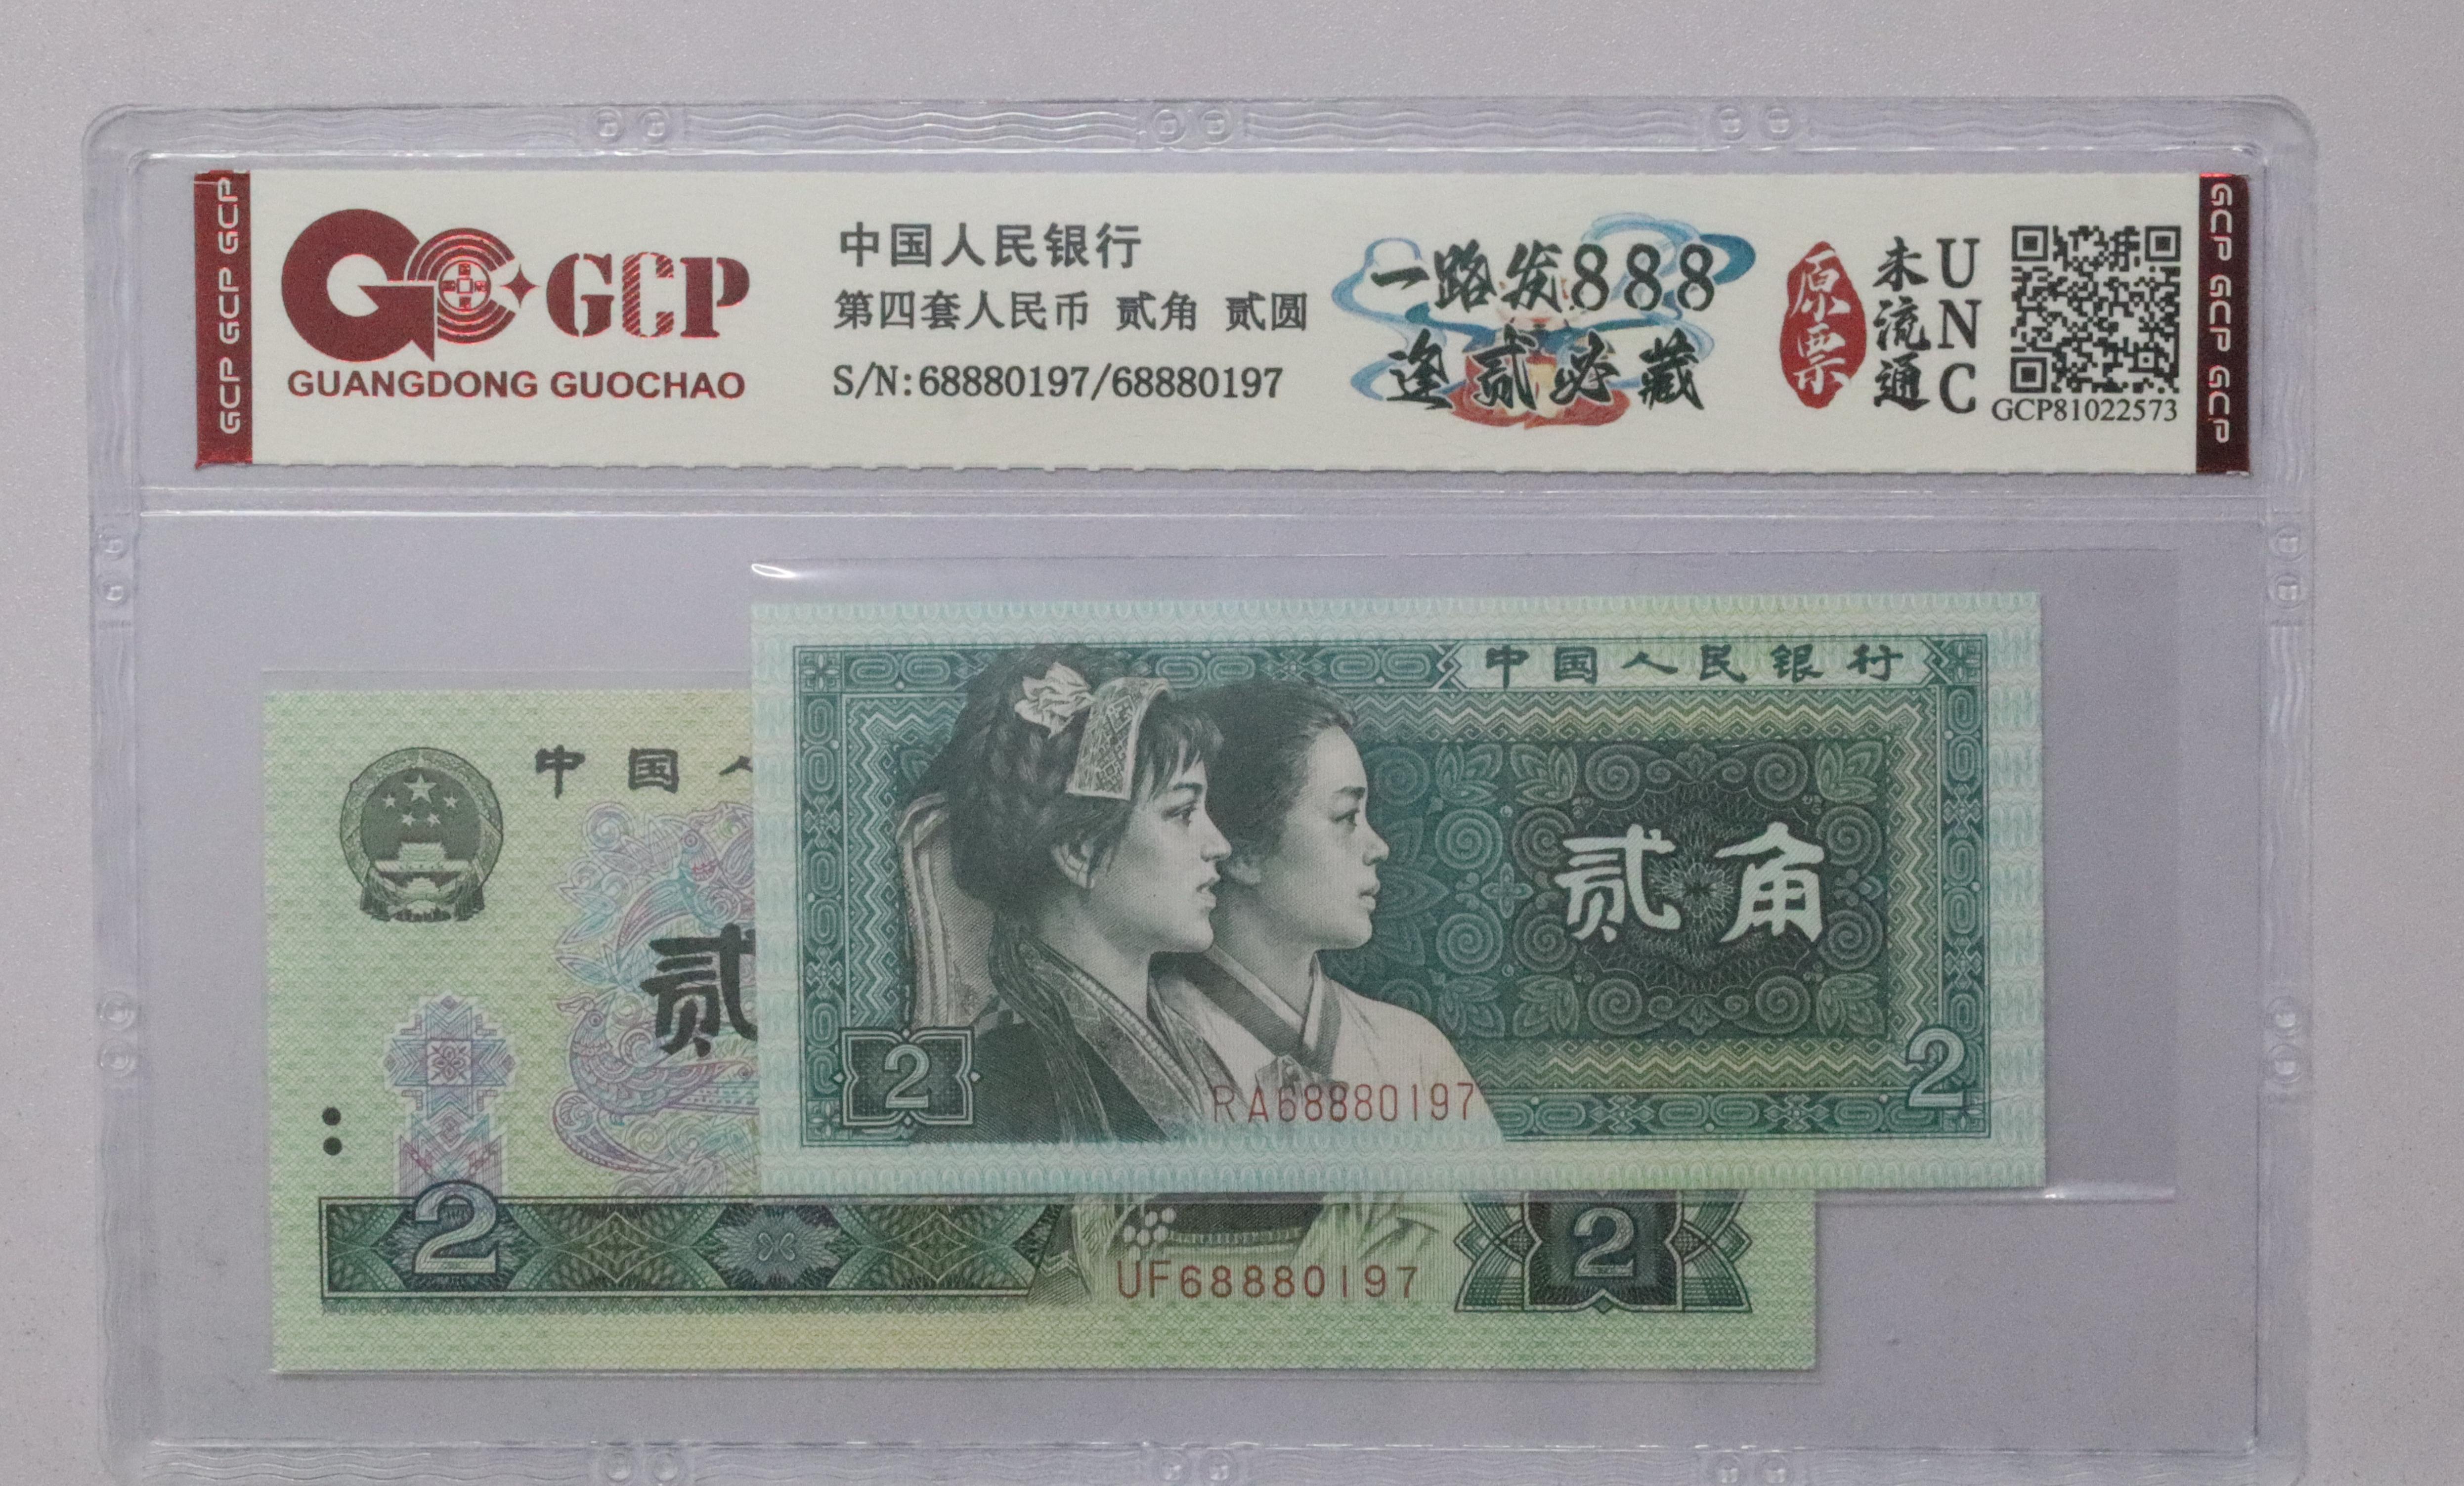 GCP GCP GCP
GCP
GUANGDONG GUOCHAO
中国人民银行
第四套人民币 贰角 贰圆
S/N:68880197/68880197
一路发888
逢贰必藏
原票
未流通
UNC
GCP81022573
GCP GCP GCP
中国人民银行
贰角
2
2
RA68880197
中国人
贰
2
2
UF68880197